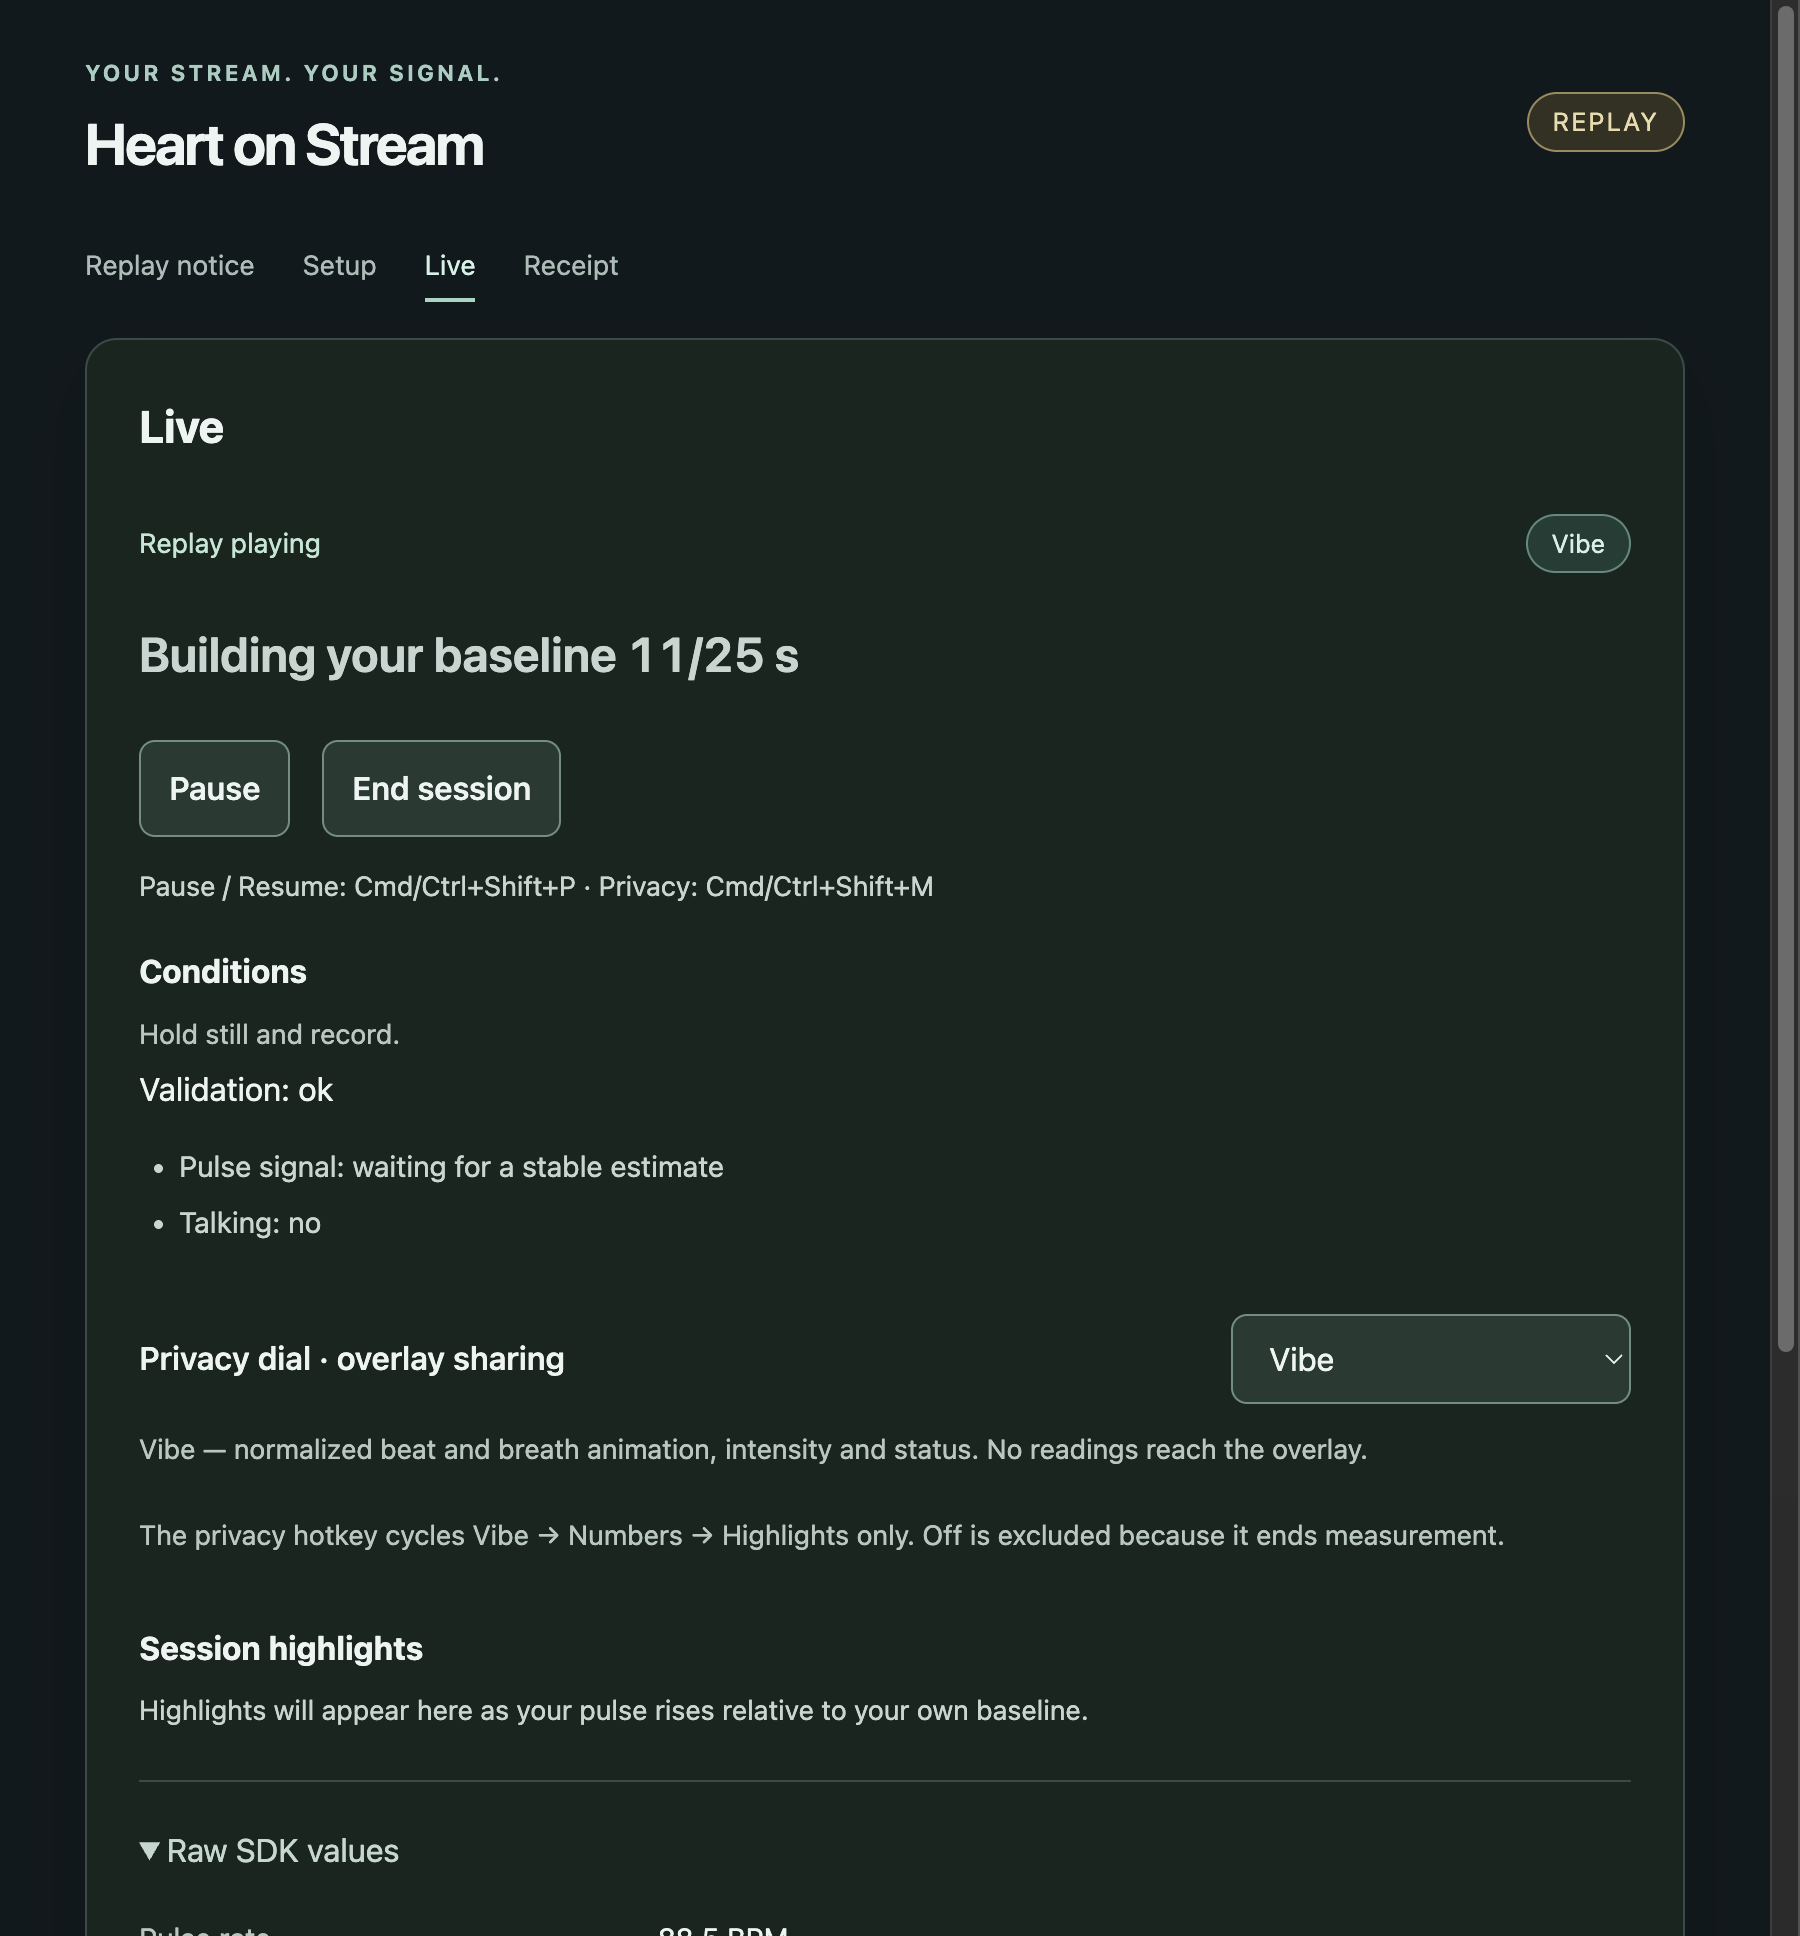 YOUR STREAM. YOUR SIGNAL.
Heart on Stream
REPLAY
Replay notice
Setup
Live
Receipt
Live
Replay playing
Vibe
Building your baseline 11/25 s
Pause
End session
Pause / Resume: Cmd/Ctrl+Shift+P · Privacy: Cmd/Ctrl+Shift+M
Conditions
Hold still and record.
Validation: ok
• Pulse signal: waiting for a stable estimate
• Talking: no
Privacy dial · overlay sharing
Vibe
Vibe — normalized beat and breath animation, intensity and status. No readings reach the overlay.
The privacy hotkey cycles Vibe → Numbers → Highlights only. Off is excluded because it ends measurement.
Session highlights
Highlights will appear here as your pulse rises relative to your own baseline.
▼ Raw SDK values
Pulse rate
88.5 BPM